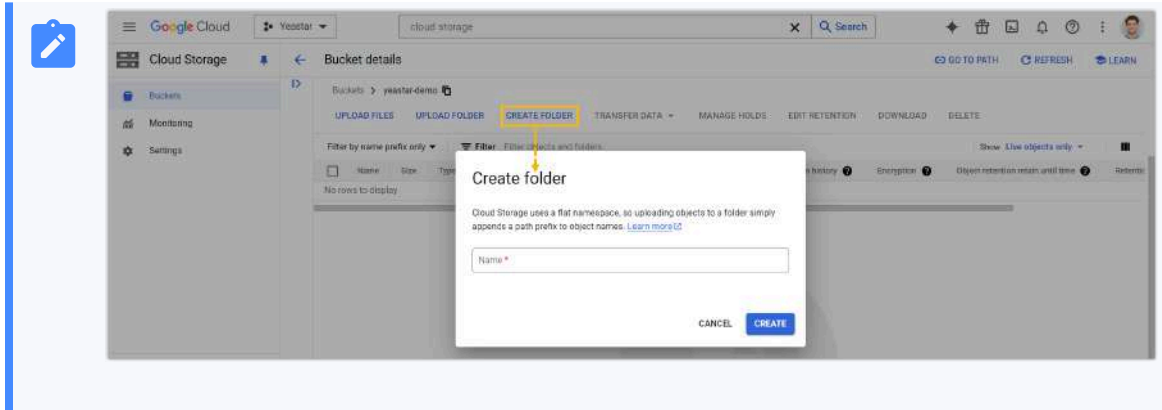 Google Cloud Yeastar cloud storage Search
Cloud Storage Bucket details GO TO PATH REFRESH LEARN
Buckets Buckets > yeastar-demo
Monitoring UPLOAD FILES UPLOAD FOLDER CREATE FOLDER TRANSFER DATA MANAGE HOLDS EDIT RETENTION DOWNLOAD DELETE
Settings Filter by name prefix only Filter Filter objects and folders Show Live objects only
Name Size Type history Encryption Object retention retain until time Retentio
No rows to display
Create folder
Cloud Storage uses a flat namespace, so uploading objects to a folder simply
appends a path prefix to object names. Learn more
Name *
CANCEL CREATE